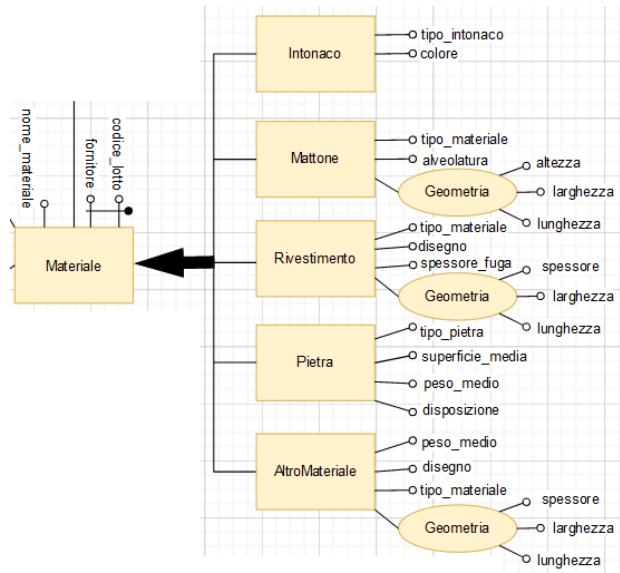 nome_materiale
fornitore
codice_lotto
Materiale
Intonaco
tipo_intonaco
colore
Mattone
tipo_materiale
alveolatura
Geometria
altezza
larghezza
lunghezza
Rivestimento
tipo_materiale
disegno
spessore_fuga
Geometria
spessore
larghezza
lunghezza
Pietra
tipo_pietra
superficie_media
peso_medio
disposizione
AltroMateriale
peso_medio
disegno
tipo_materiale
Geometria
spessore
larghezza
lunghezza